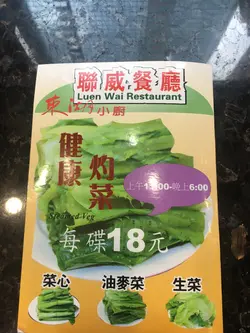 聯威餐廳
Luen Wai Restaurant
小廚
健康灼菜
上午11:00-晚上6:00
每碟18元
菜心
油麥菜
生菜